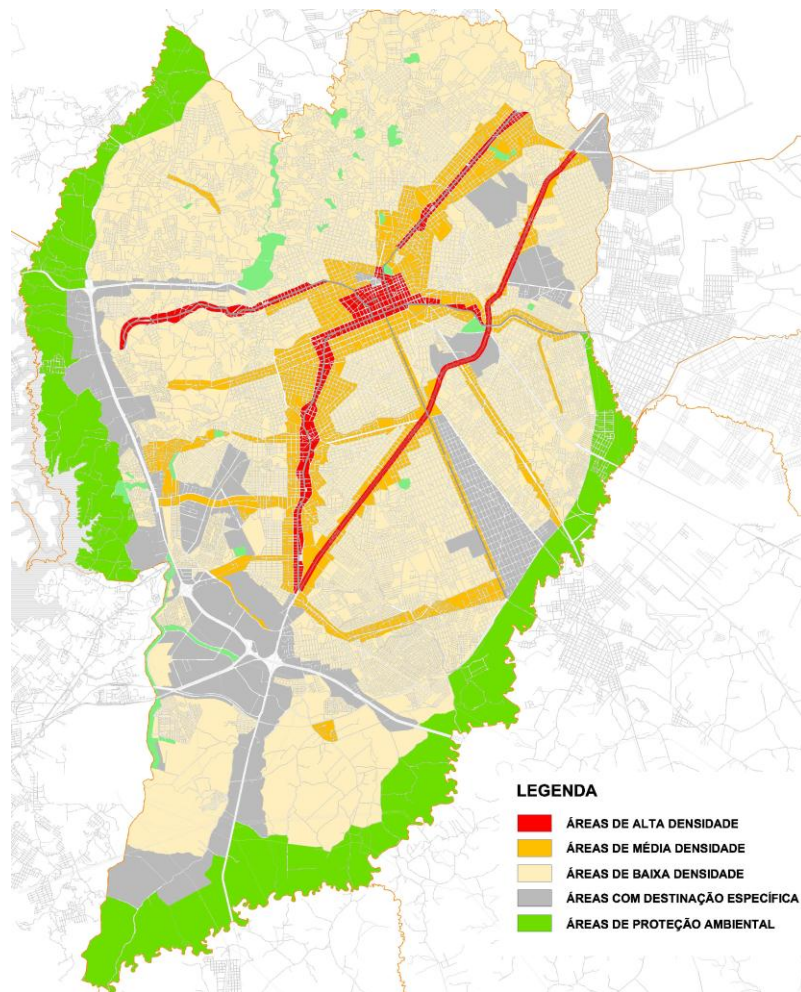 LEGENDA
ÁREAS DE ALTA DENSIDADE
ÁREAS DE MÉDIA DENSIDADE
ÁREAS DE BAIXA DENSIDADE
ÁREAS COM DESTINAÇÃO ESPECÍFICA
ÁREAS DE PROTEÇÃO AMBIENTAL